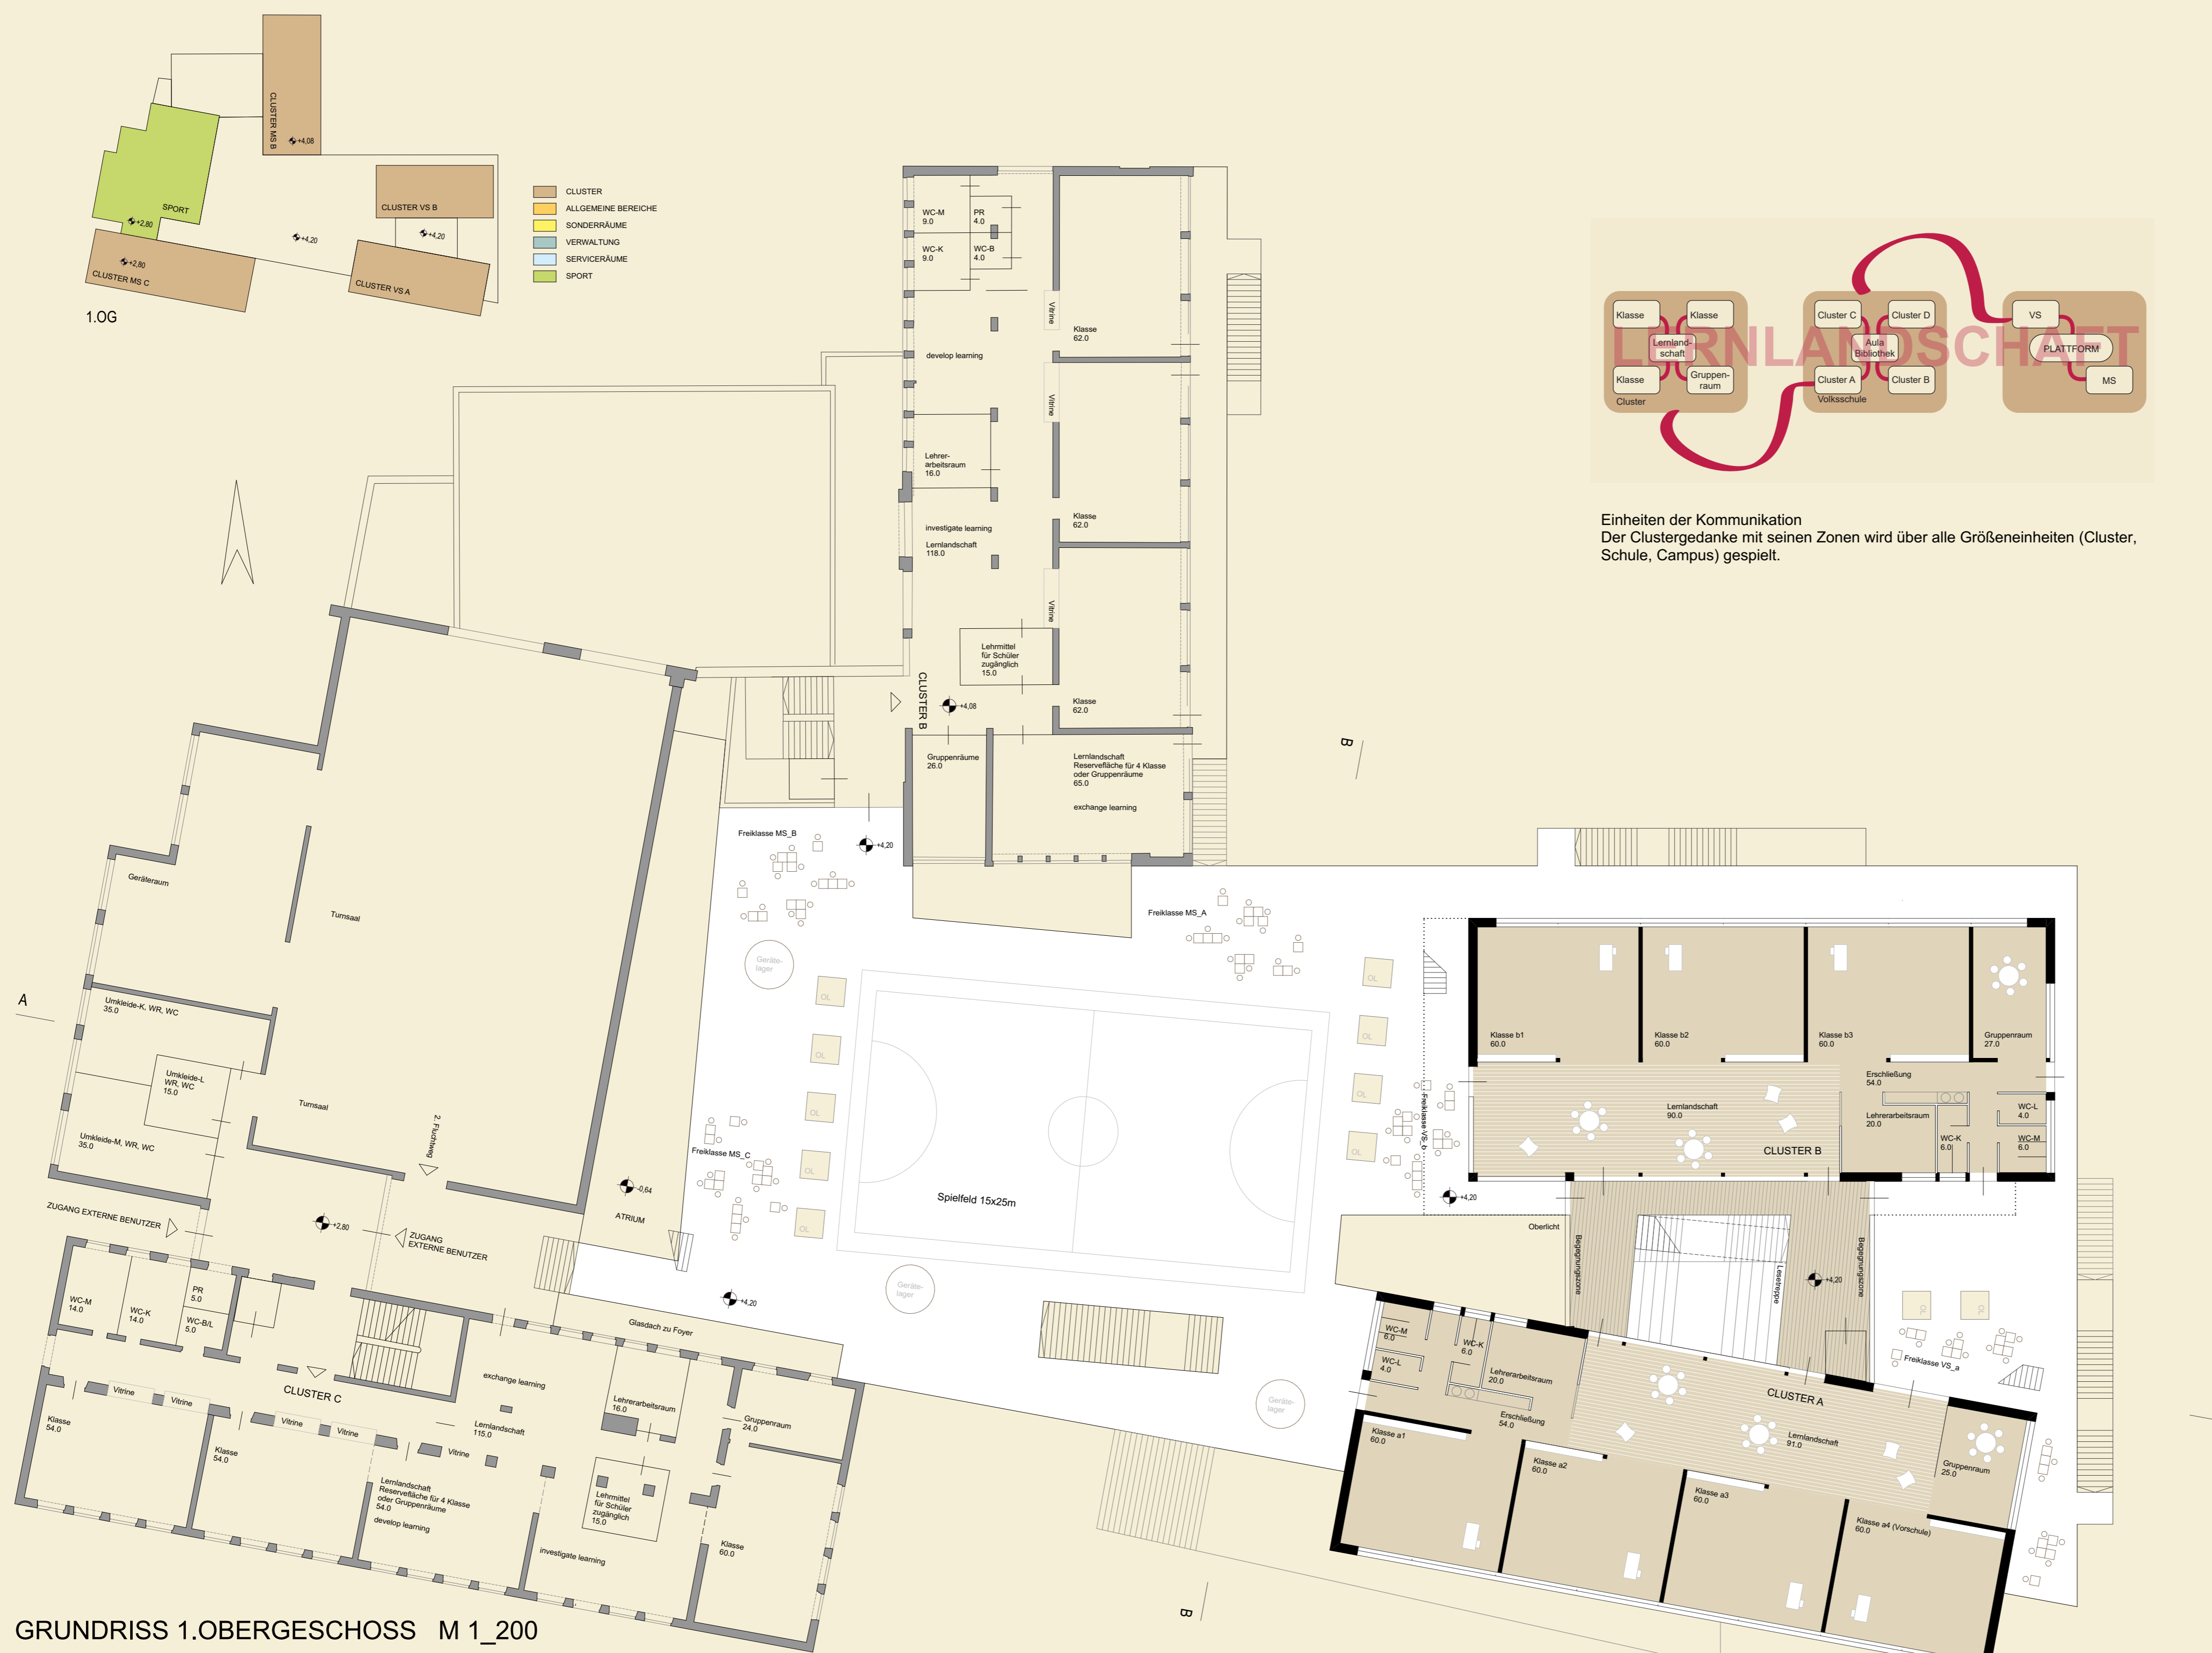 CLUSTER MS B
+4,08
SPORT
+2,80
CLUSTER VS B
+4,20
+4,20
+2,80
CLUSTER MS C
CLUSTER VS A
1.OG
CLUSTER
ALLGEMEINE BEREICHE
SONDERRÄUME
VERWALTUNG
SERVICERÄUME
SPORT
WC-M
9.0
PR
4.0
WC-K
9.0
WC-B
4.0
Vitrine
Klasse
62.0
develop learning
Vitrine
Lehrer-
arbeitsraum
16.0
Klasse
62.0
investigate learning
Lernlandschaft
118.0
Vitrine
Lehrmittel
für Schüler
zugänglich
15.0
CLUSTER B
+4,08
Klasse
62.0
Gruppenräume
26.0
Lernlandschaft
Reservefläche für 4 Klasse
oder Gruppenräume
65.0
exchange learning
LERNLANDSCHAFT
Klasse
Klasse
Lernland-
schaft
Klasse
Gruppen-
raum
Cluster
Cluster C
Cluster D
Aula
Bibliothek
Cluster A
Cluster B
Volksschule
VS
PLATTFORM
MS
Einheiten der Kommunikation
Der Clustergedanke mit seinen Zonen wird über alle Größeneinheiten (Cluster,
Schule, Campus) gespielt.
B
Geräteraum
Turnsaal
A
Umkleide-K, WR, WC
35.0
Umkleide-L
WR, WC
15.0
Umkleide-M, WR, WC
35.0
Turnsaal
2. Fluchtweg
ZUGANG EXTERNE BENUTZER
+2,80
ZUGANG
EXTERNE BENUTZER
-0,64
ATRIUM
Freiklasse MS_B
+4,20
Geräte-
lager
Freiklasse MS_A
OL
OL
OL
OL
OL
OL
OL
OL
OL
Freiklasse MS_C
Spielfeld 15x25m
+4,20
Geräte-
lager
Geräte-
lager
Glasdach zu Foyer
Freiklasse VS_b
+4,20
Klasse b1
60.0
Klasse b2
60.0
Klasse b3
60.0
Gruppenraum
27.0
Erschließung
54.0
Lernlandschaft
90.0
Lehrerarbeitsraum
20.0
WC-L
4.0
WC-K
6.0
WC-M
6.0
CLUSTER B
Oberlicht
Begegnungszone
Lesetreppe
Begegnungszone
+4,20
OL
OL
Freiklasse VS_a
WC-M
6.0
WC-K
6.0
WC-L
4.0
Lehrerarbeitsraum
20.0
Erschließung
54.0
CLUSTER A
Lernlandschaft
91.0
Gruppenraum
25.0
Klasse a1
60.0
Klasse a2
60.0
Klasse a3
60.0
Klasse a4 (Vorschule)
60.0
WC-M
14.0
WC-K
14.0
PR
5.0
WC-B/L
5.0
CLUSTER C
Vitrine
Vitrine
Vitrine
Vitrine
Vitrine
Klasse
54.0
Klasse
54.0
exchange learning
Lernlandschaft
115.0
Lehrerarbeitsraum
16.0
Gruppenraum
24.0
Lernlandschaft
Reservefläche für 4 Klasse
oder Gruppenräume
54.0
develop learning
Lehrmittel
für Schüler
zugänglich
15.0
investigate learning
Klasse
60.0
B
GRUNDRISS 1.OBERGESCHOSS M 1_200